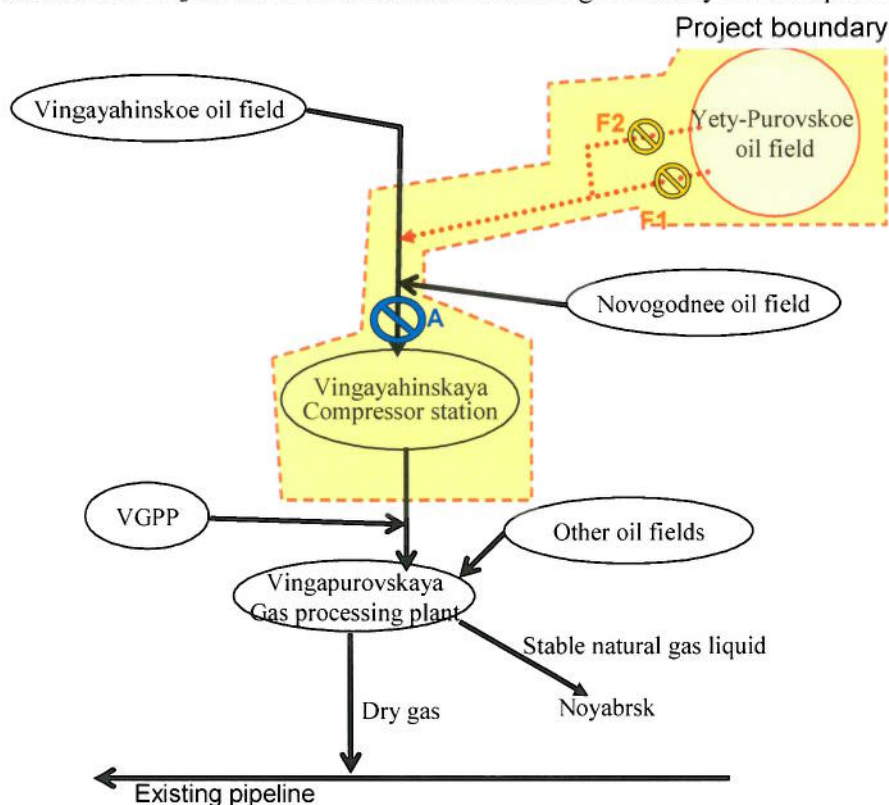 Project boundary
Vingayahinskoe oil field
F2
Yety-Purovskoe
oil field
F1
Novogodnee oil field
A
Vingayahinskaya
Compressor station
VGPP
Other oil fields
Vingapurovskaya
Gas processing plant
Stable natural gas liquid
Dry gas
Noyabrsk
Existing pipeline